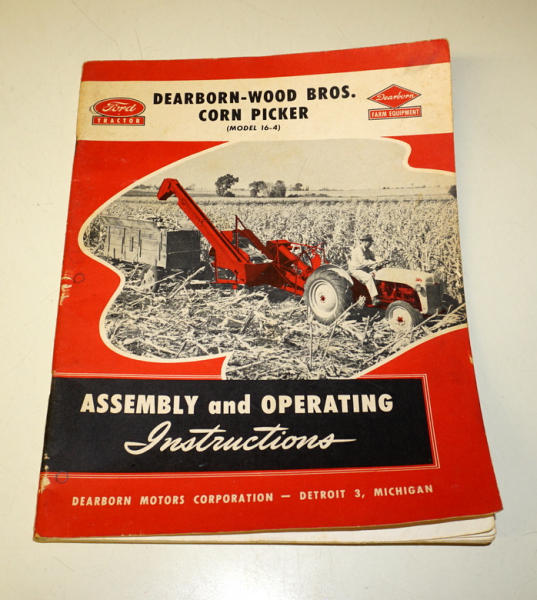 DEARBORN-WOOD BROS.
CORN PICKER
(MODEL 16-4)
Ford
TRACTOR
Dearborn
FARM EQUIPMENT
ASSEMBLY and OPERATING
Instructions
DEARBORN MOTORS CORPORATION — DETROIT 3, MICHIGAN